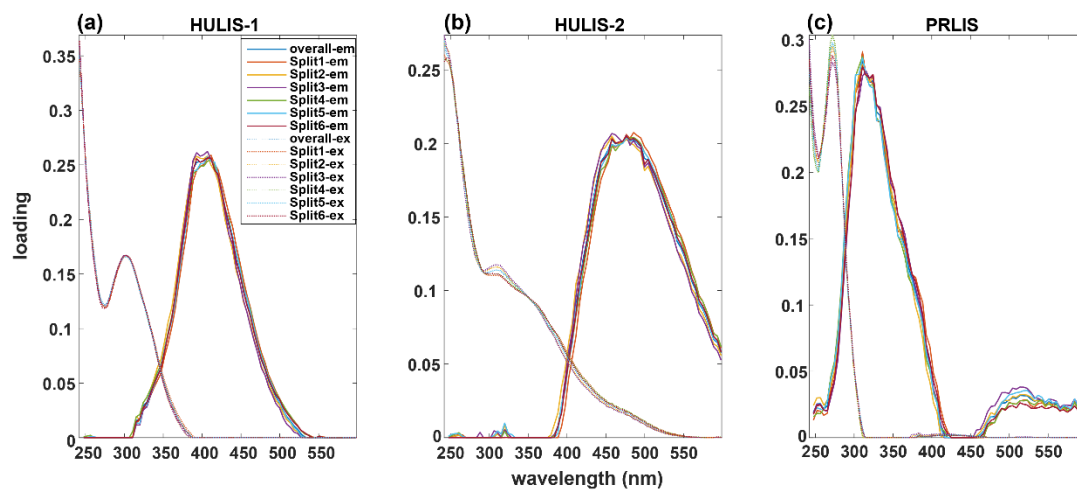 (a) HULIS-1
(b) HULIS-2
(c) PRLIS
loading
0.35
0.3
0.25
0.2
0.15
0.1
0.05
0
250 300 350 400 450 500 550
overall-em
Split1-em
Split2-em
Split3-em
Split4-em
Split5-em
Split6-em
overall-ex
Split1-ex
Split2-ex
Split3-ex
Split4-ex
Split5-ex
Split6-ex
0.25
0.2
0.15
0.1
0.05
0
250 300 350 400 450 500 550
0.3
0.25
0.2
0.15
0.1
0.05
0
250 300 350 400 450 500 550
wavelength (nm)